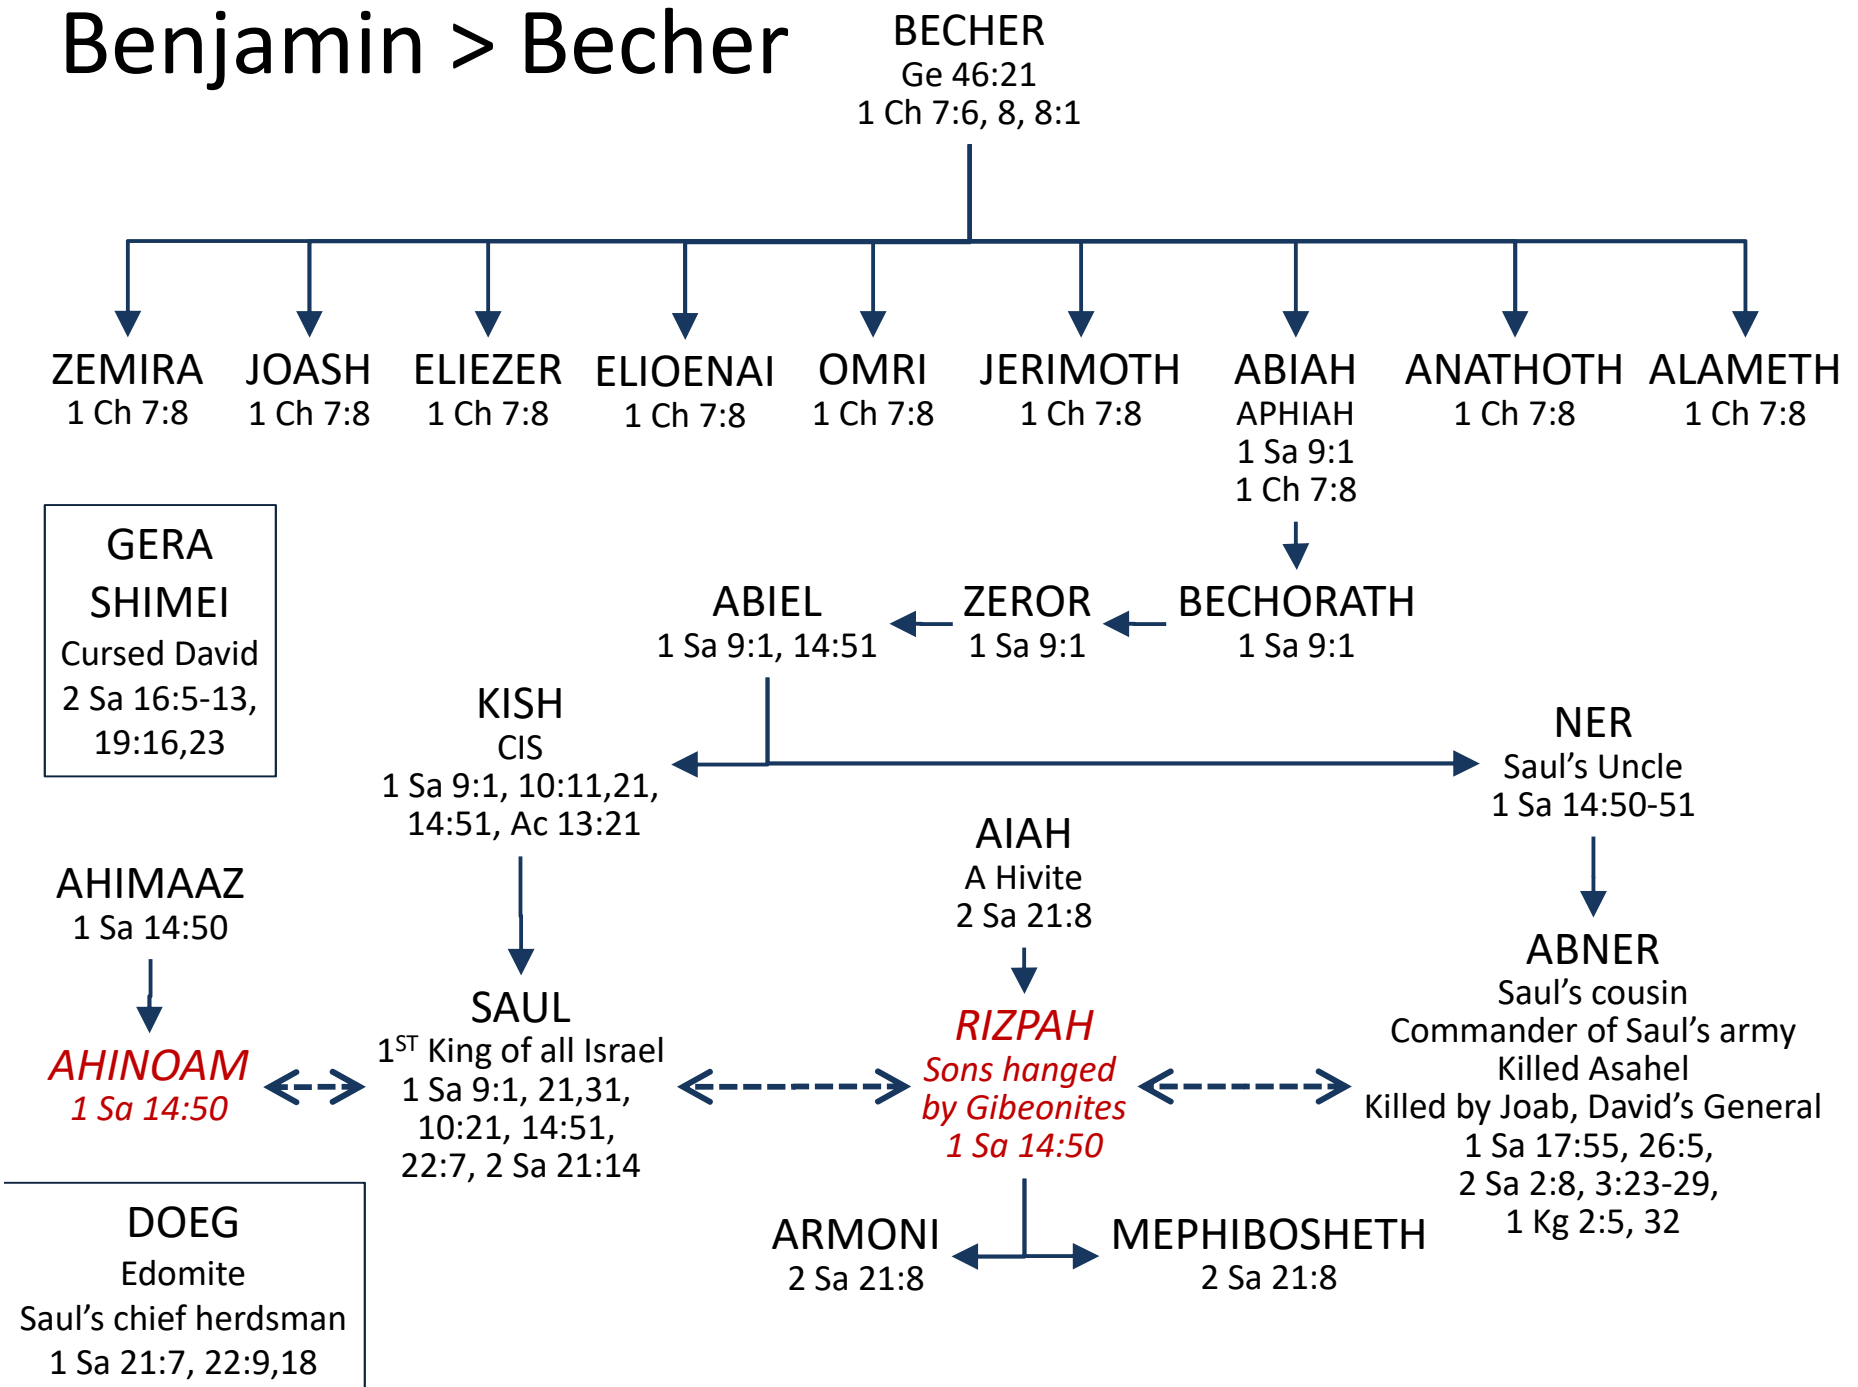 Benjamin > Becher
BECHER
Ge 46:21
1 Ch 7:6, 8, 8:1
ZEMIRA
1 Ch 7:8
JOASH
1 Ch 7:8
ELIEZER
1 Ch 7:8
ELIOENAI
1 Ch 7:8
OMRI
1 Ch 7:8
JERIMOTH
1 Ch 7:8
ABIAH
APHIAH
1 Sa 9:1
1 Ch 7:8
ANATHOTH
1 Ch 7:8
ALAMETH
1 Ch 7:8
GERA
SHIMEI
Cursed David
2 Sa 16:5-13,
19:16,23
ABIEL
1 Sa 9:1, 14:51
ZEROR
1 Sa 9:1
BECHORATH
1 Sa 9:1
KISH
CIS
1 Sa 9:1, 10:11,21,
14:51, Ac 13:21
NER
Saul’s Uncle
1 Sa 14:50-51
AHIMAAZ
1 Sa 14:50
AIAH
A Hivite
2 Sa 21:8
AHINOAM
1 Sa 14:50
SAUL
1ST King of all Israel
1 Sa 9:1, 21,31,
10:21, 14:51,
22:7, 2 Sa 21:14
RIZPAH
Sons hanged
by Gibeonites
1 Sa 14:50
ABNER
Saul’s cousin
Commander of Saul’s army
Killed Asahel
Killed by Joab, David’s General
1 Sa 17:55, 26:5,
2 Sa 2:8, 3:23-29,
1 Kg 2:5, 32
DOEG
Edomite
Saul’s chief herdsman
1 Sa 21:7, 22:9,18
ARMONI
2 Sa 21:8
MEPHIBOSHETH
2 Sa 21:8